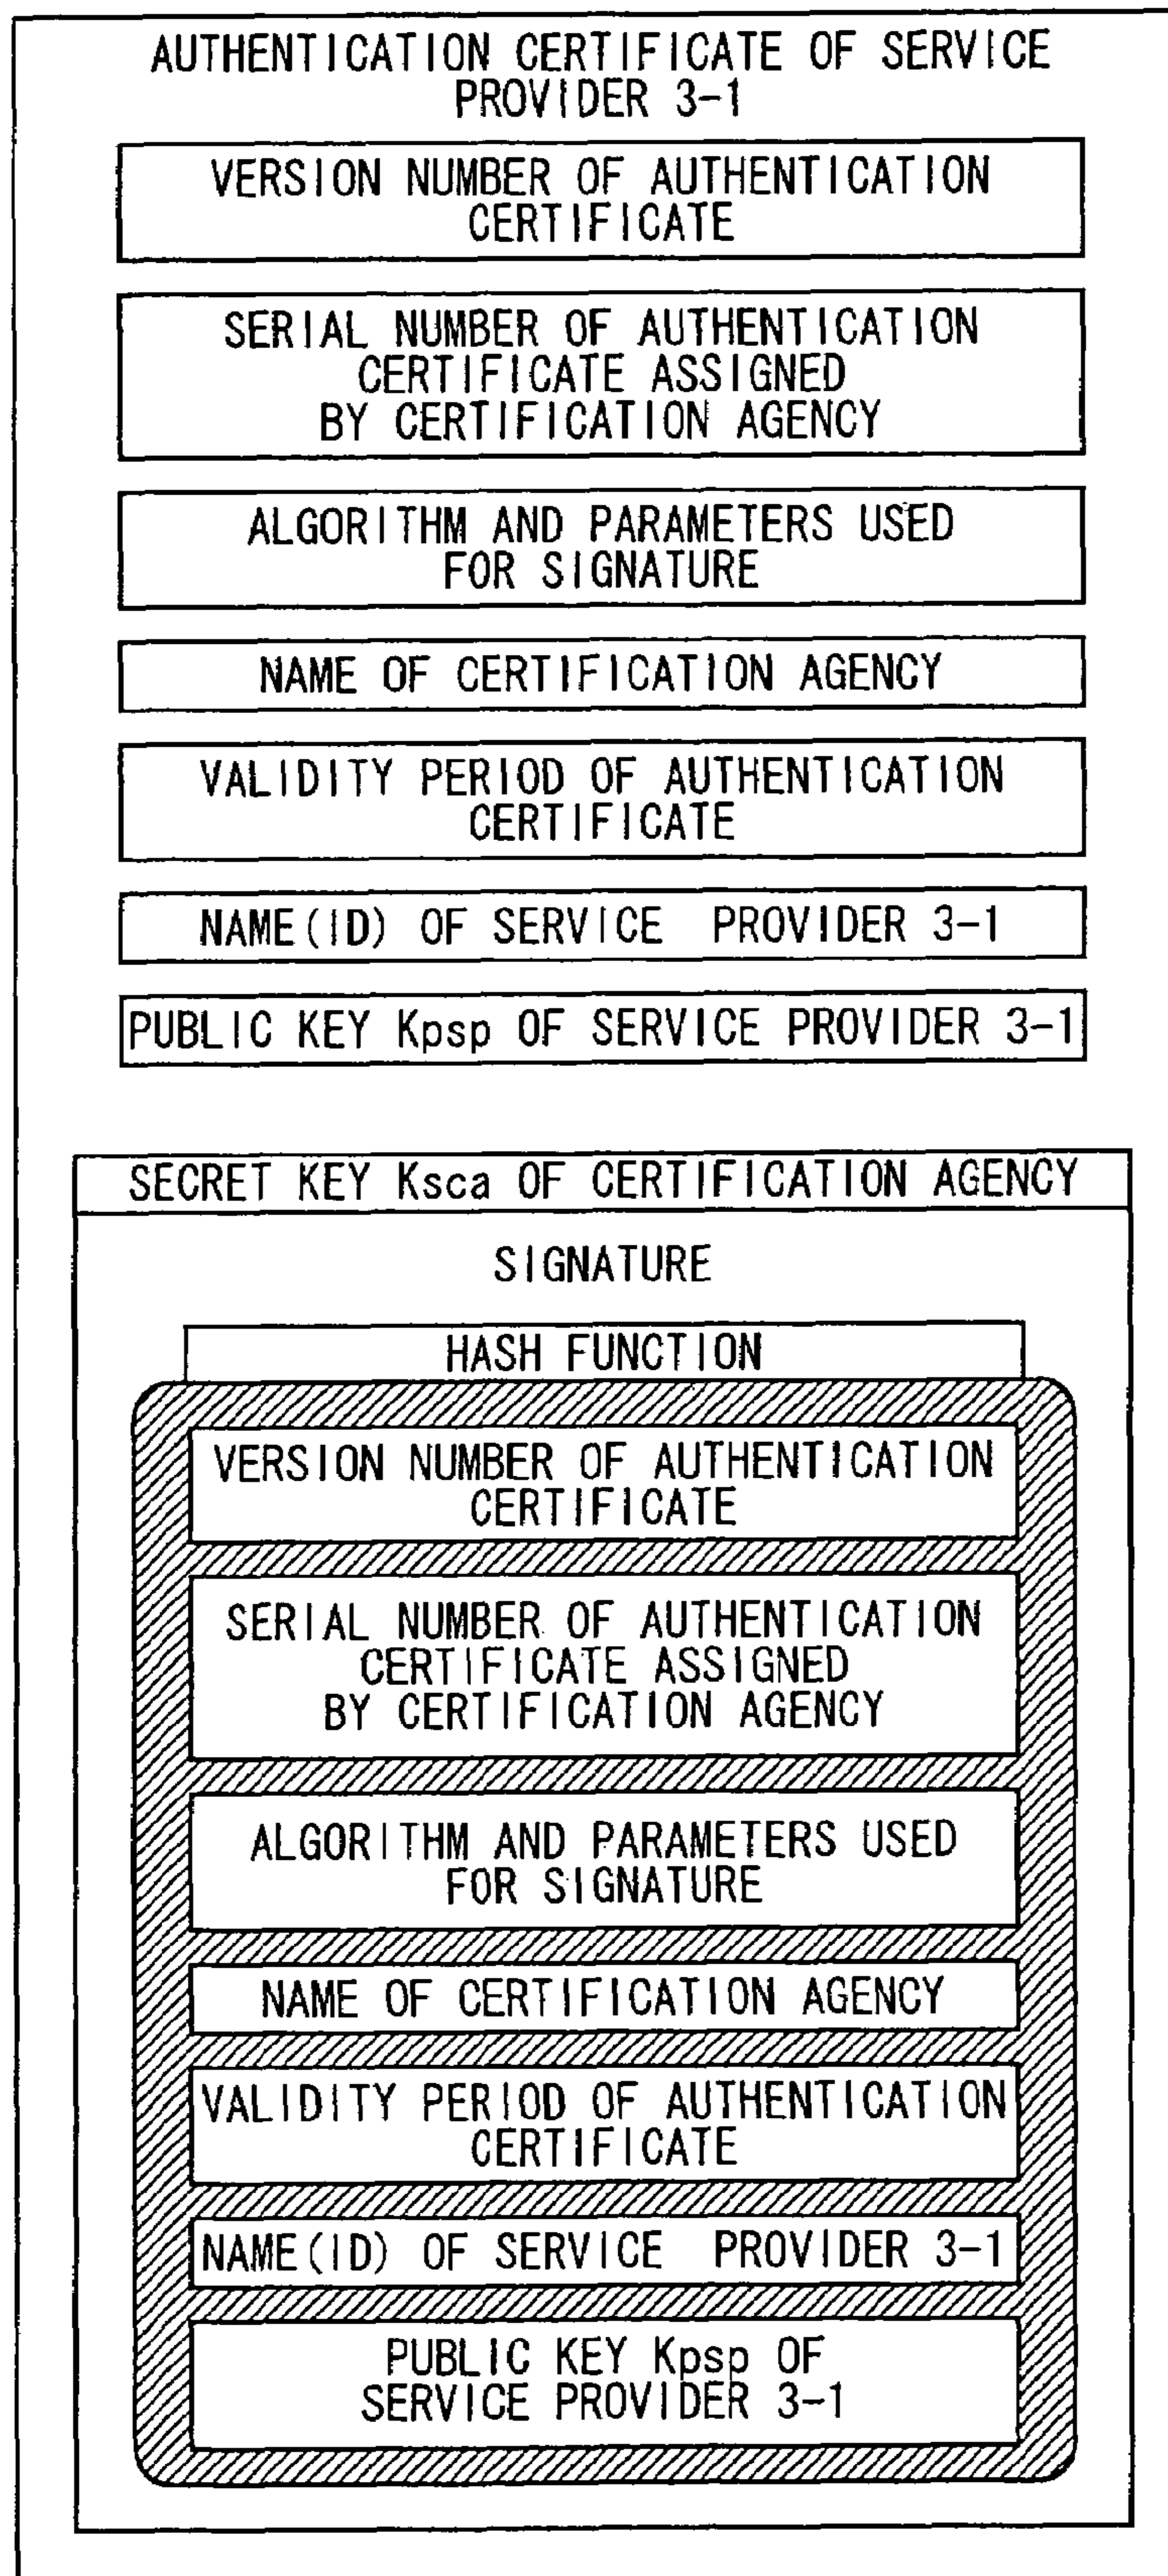 AUTHENTICATION CERTIFICATE OF SERVICE
PROVIDER 3-1
VERSION NUMBER OF AUTHENTICATION
CERTIFICATE
SERIAL NUMBER OF AUTHENTICATION
CERTIFICATE ASSIGNED
BY CERTIFICATION AGENCY
ALGORITHM AND PARAMETERS USED
FOR SIGNATURE
NAME OF CERTIFICATION AGENCY
VALIDITY PERIOD OF AUTHENTICATION
CERTIFICATE
NAME(ID) OF SERVICE PROVIDER 3-1
PUBLIC KEY Kpsp OF SERVICE PROVIDER 3-1
SECRET KEY Ksca OF CERTIFICATION AGENCY
SIGNATURE
HASH FUNCTION
VERSION NUMBER OF AUTHENTICATION
CERTIFICATE
SERIAL NUMBER OF AUTHENTICATION
CERTIFICATE ASSIGNED
BY CERTIFICATION AGENCY
ALGORITHM AND PARAMETERS USED
FOR SIGNATURE
NAME OF CERTIFICATION AGENCY
VALIDITY PERIOD OF AUTHENTICATION
CERTIFICATE
NAME(ID) OF SERVICE PROVIDER 3-1
PUBLIC KEY Kpsp OF
SERVICE PROVIDER 3-1